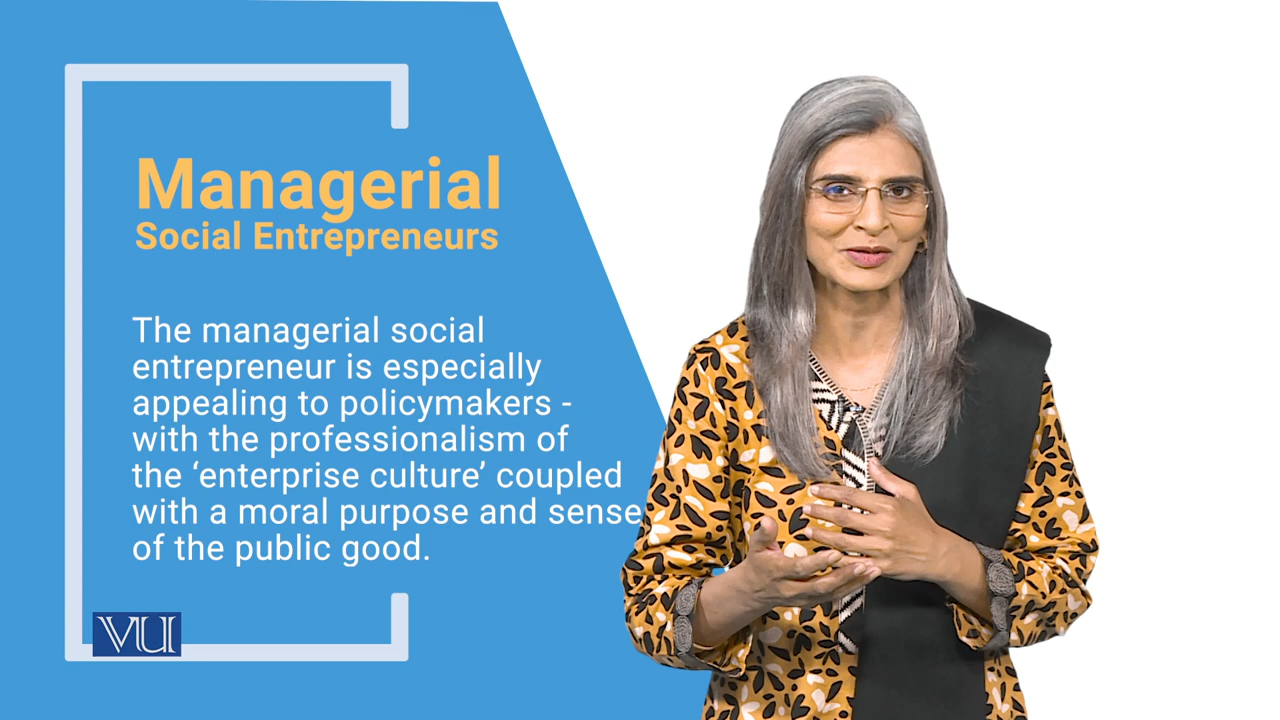 Managerial
Social Entrepreneurs
The managerial social
entrepreneur is especially
appealing to policymakers -
with the professionalism of
the ‘enterprise culture’ coupled
with a moral purpose and sense
of the public good.
VU